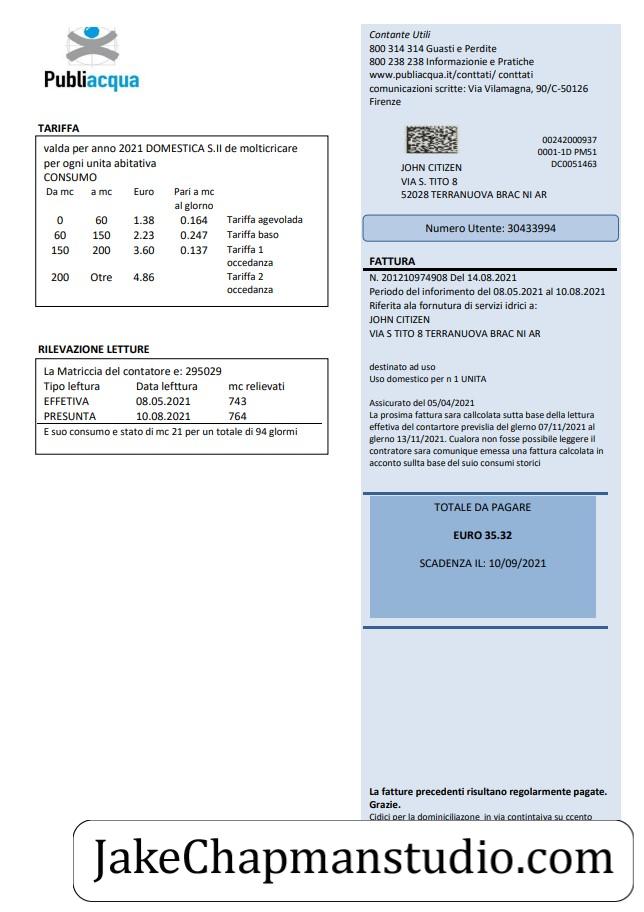 Publiacqua
TARIFFA
valda per anno 2021 DOMESTICA S.II de molticricare
per ogni unita abitativa
CONSUMO
Da mc a mc Euro Pari a mc
al glorno
0 60 1.38 0.164 Tariffa agevolada
60 150 2.23 0.247 Tariffa baso
150 200 3.60 0.137 Tariffa 1
occedanza
200 Otre 4.86 Tariffa 2
occedanza
RILEVAZIONE LETTURE
La Matriccia del contatore e: 295029
Tipo leftura Data lefttura mc relievati
EFFETIVA 08.05.2021 743
PRESUNTA 10.08.2021 764
E suo consumo e stato di mc 21 per un totale di 94 glormi
Contante Utili
800 314 314 Guasti e Perdite
800 238 238 Informazionie e Pratiche
www.publiacqua.it/conttati/ conttati
comunicazioni scritte: Via Vilamagna, 90/C-50126
Firenze
00242000937
0001-1D PM51
DC0051463
JOHN CITIZEN
VIA S. TITO 8
52028 TERRANUOVA BRAC NI AR
Numero Utente: 30433994
FATTURA
N. 201210974908 Del 14.08.2021
Periodo del inforimento del 08.05.2021 al 10.08.2021
Riferita ala fornutura di servizi idrici a:
JOHN CITIZEN
VIA S TITO 8 TERRANUOVA BRAC NI AR
destinato ad uso
Uso domestico per n 1 UNITA
Assicurato del 05/04/2021
La prosima fattura sara callcolata sutta base della lettura
effetiva del contartore previslia del glerno 07/11/2021 al
glerno 13/11/2021. Cualora non fosse possibile leggere il
contratore sara comunique emessa una fattura calcolata in
acconto sullta base del suio consumi storici
TOTALE DA PAGARE
EURO 35.32
SCADENZA IL: 10/09/2021
La fatture precedenti risultano regolarmente pagate.
Grazie.
Cidici per la dominiciliazone in via contintaiva su ccento
JakeChapmanstudio.com